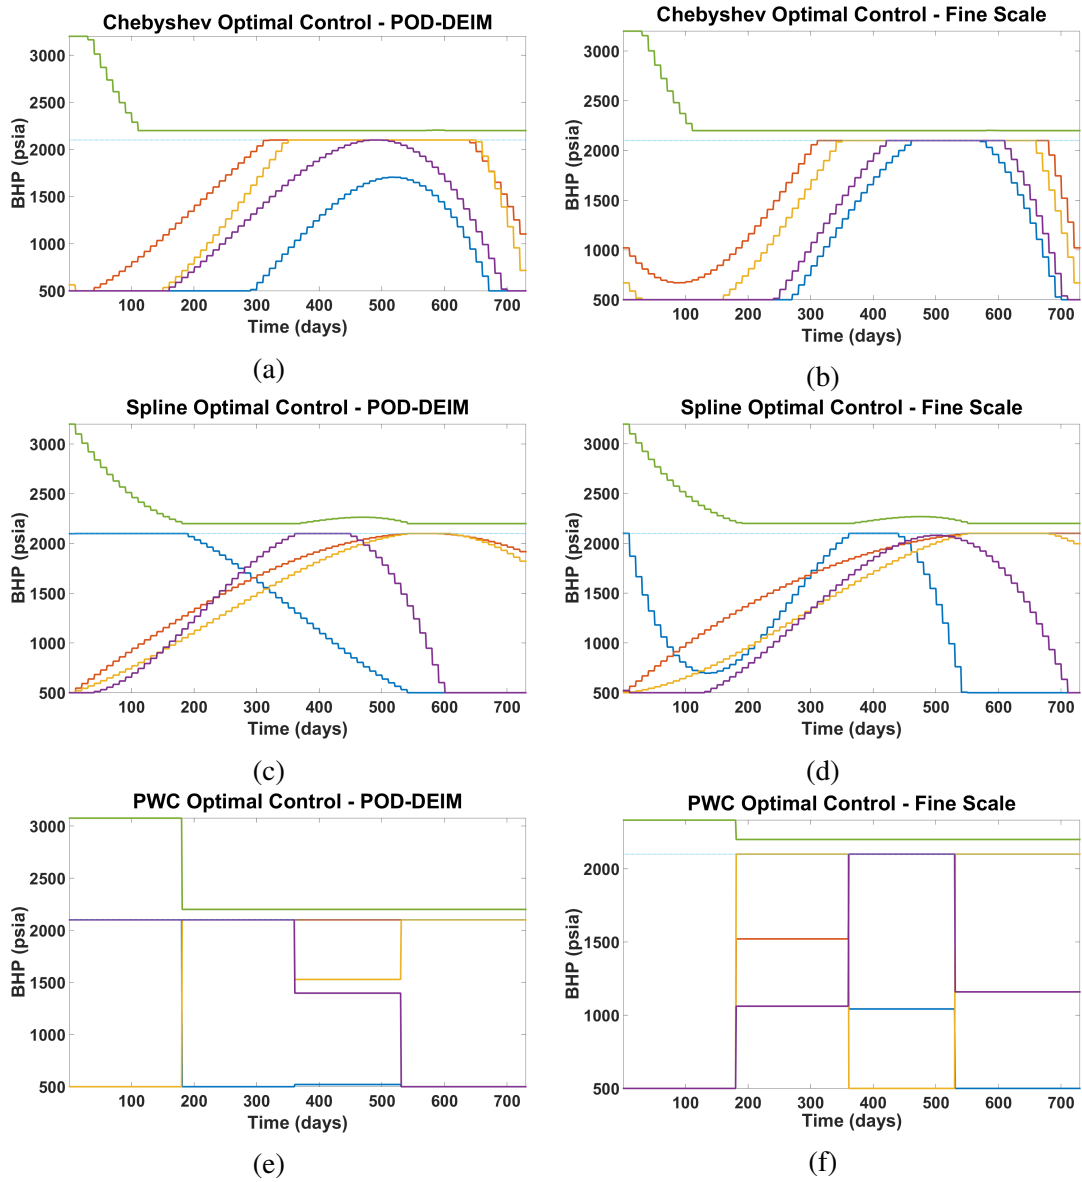 Chebyshev Optimal Control - POD-DEIM
3000
2500
2000
1500
1000
500
BHP (psia)
100 200 300 400 500 600 700
Time (days)
(a)
Chebyshev Optimal Control - Fine Scale
3000
2500
2000
1500
1000
500
BHP (psia)
100 200 300 400 500 600 700
Time (days)
(b)
Spline Optimal Control - POD-DEIM
3000
2500
2000
1500
1000
500
BHP (psia)
100 200 300 400 500 600 700
Time (days)
(c)
Spline Optimal Control - Fine Scale
3000
2500
2000
1500
1000
500
BHP (psia)
100 200 300 400 500 600 700
Time (days)
(d)
PWC Optimal Control - POD-DEIM
3000
2500
2000
1500
1000
500
BHP (psia)
100 200 300 400 500 600 700
Time (days)
(e)
PWC Optimal Control - Fine Scale
2000
1500
1000
500
BHP (psia)
100 200 300 400 500 600 700
Time (days)
(f)